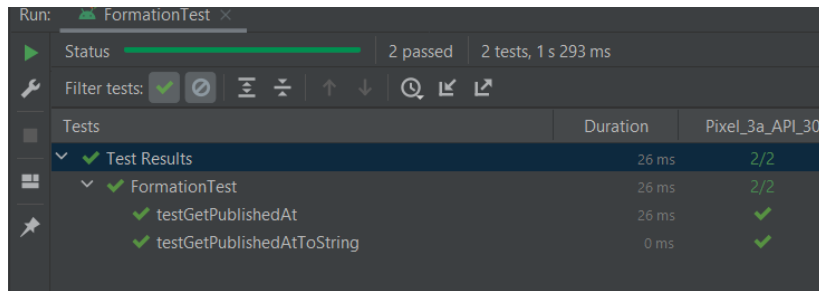 Run: FormationTest
Status 2 passed 2 tests, 1 s 293 ms
Filter tests:
Tests Duration Pixel_3a_API_30
Test Results 26 ms 2/2
FormationTest 26 ms 2/2
testGetPublishedAt 26 ms
testGetPublishedAtToString 0 ms